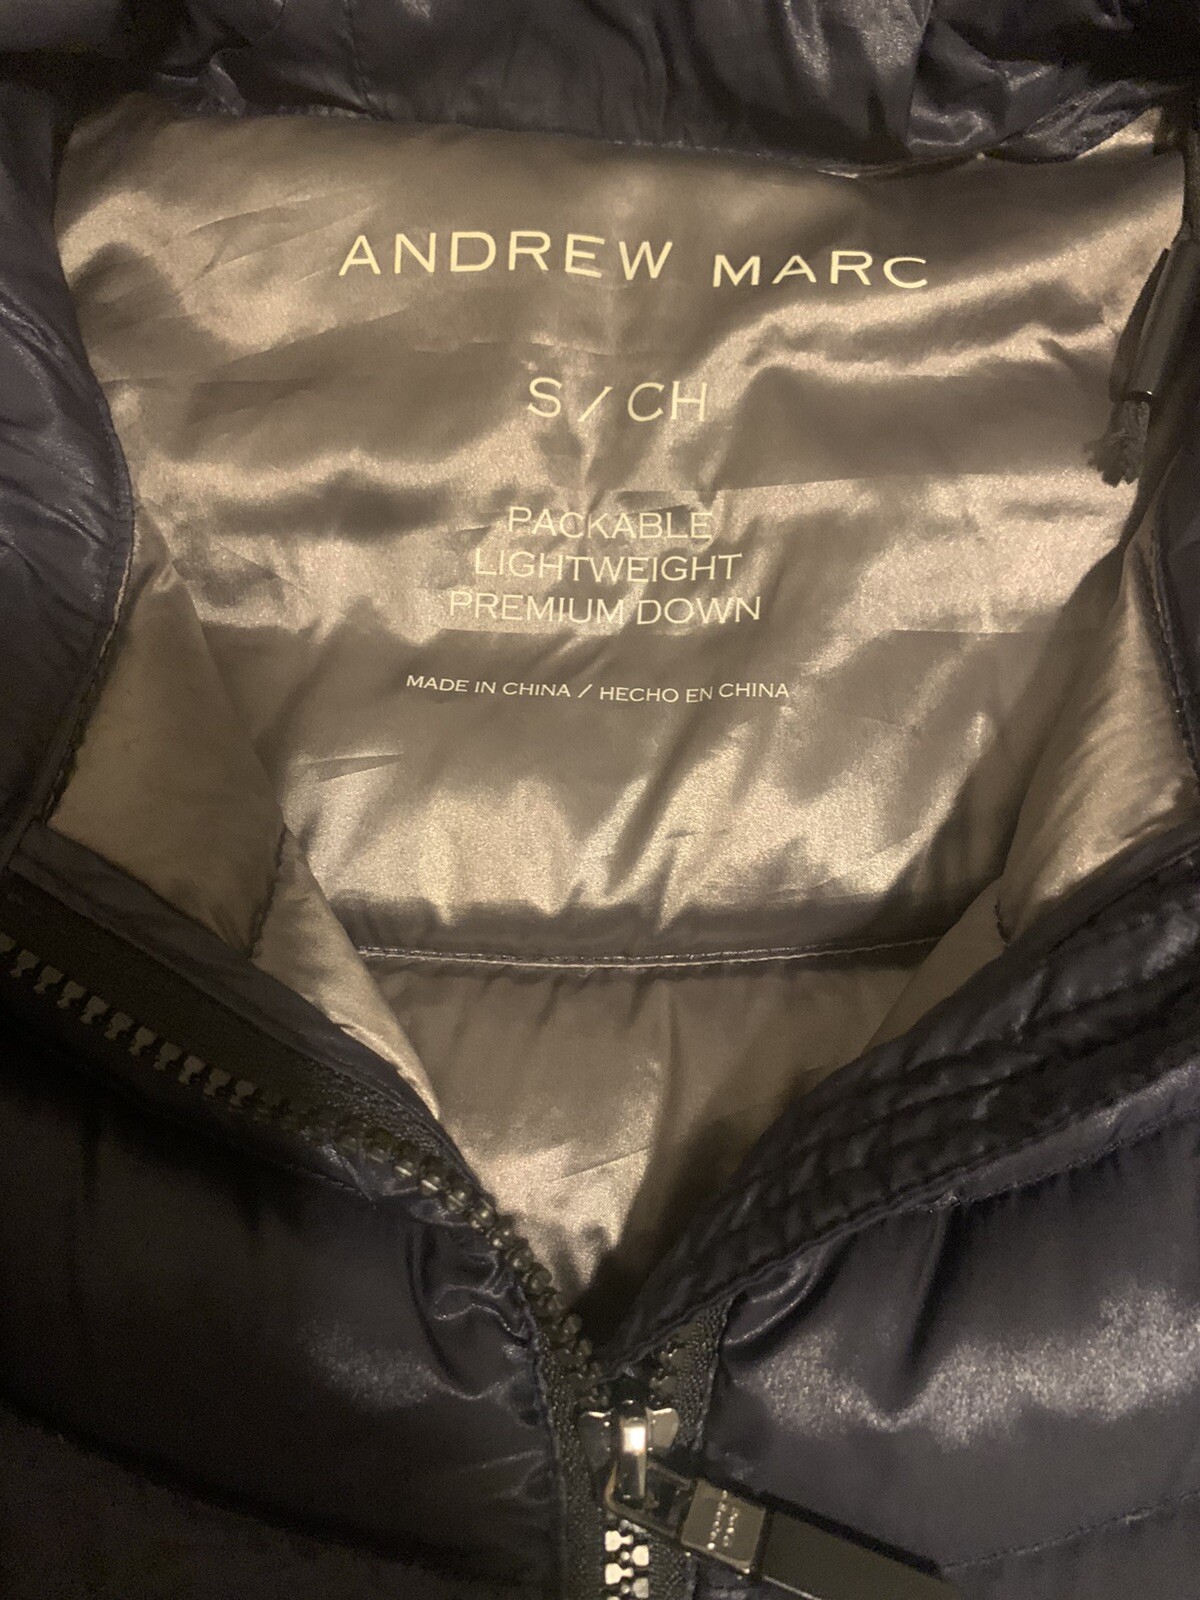 ANDREW MARC
S / CH
PACKABLE
LIGHTWEIGHT
PREMIUM DOWN
MADE IN CHINA / HECHO EN CHINA